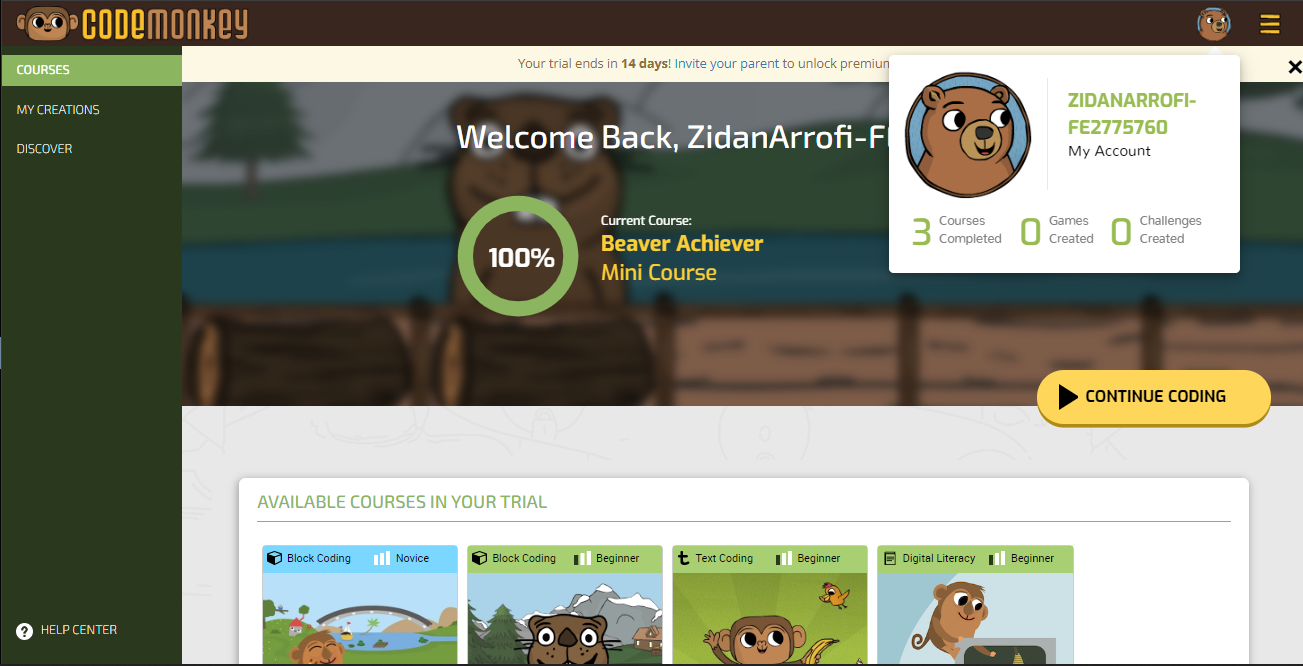 CODEMONKEY
COURSES
MY CREATIONS
DISCOVER
HELP CENTER
Your trial ends in 14 days! Invite your parent to unlock premium
Welcome Back, ZidanArrofi-F
100%
Current Course:
Beaver Achiever
Mini Course
ZIDANARROFI-
FE2775760
My Account
3 Courses Completed
0 Games Created
0 Challenges Created
CONTINUE CODING
AVAILABLE COURSES IN YOUR TRIAL
Block Coding Novice
Block Coding Beginner
Text Coding Beginner
Digital Literacy Beginner